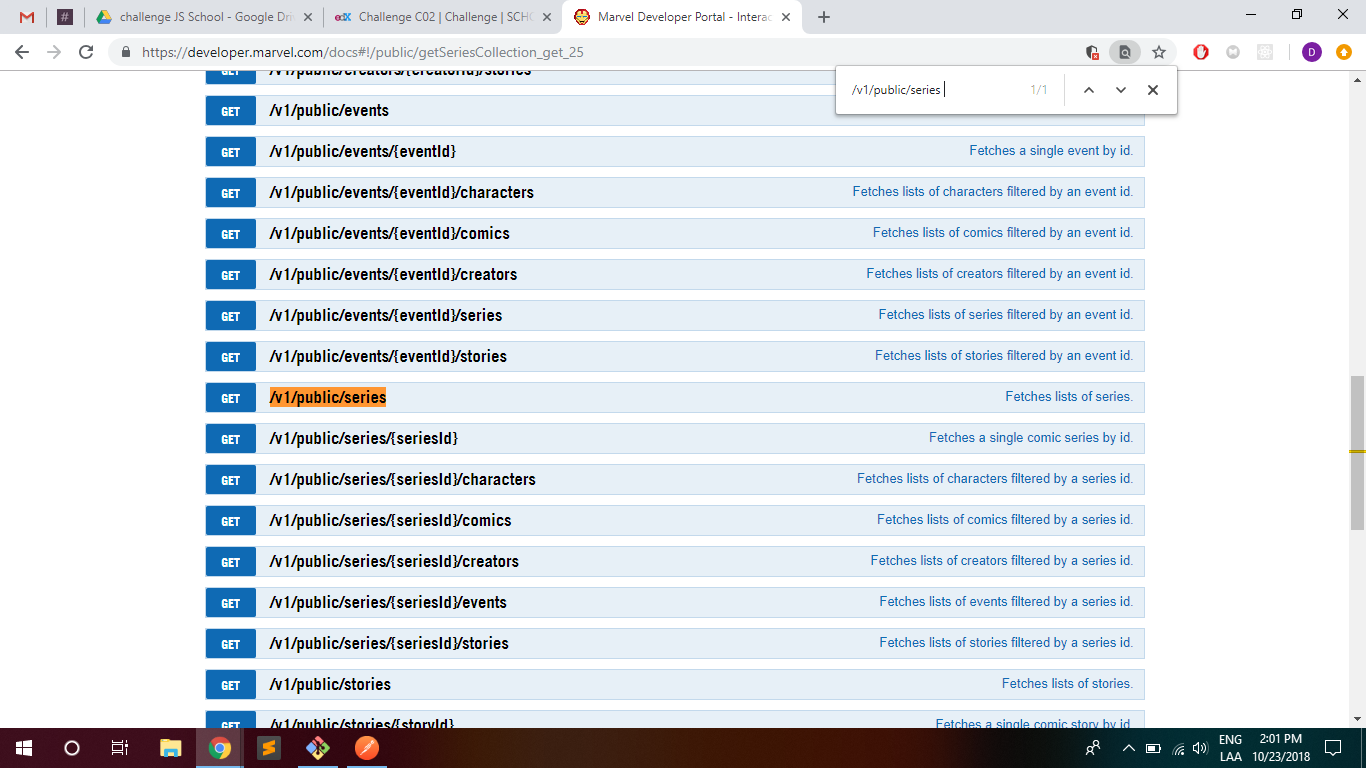 challenge JS School - Google Dri
Challenge C02 | Challenge | SCHO
Marvel Developer Portal - Interac
https://developer.marvel.com/docs#!/public/getSeriesCollection_get_25
D
/v1/public/series
1/1
GET /v1/public/creators/{creatorId}/stories
GET /v1/public/events
GET /v1/public/events/{eventId} Fetches a single event by id.
GET /v1/public/events/{eventId}/characters Fetches lists of characters filtered by an event id.
GET /v1/public/events/{eventId}/comics Fetches lists of comics filtered by an event id.
GET /v1/public/events/{eventId}/creators Fetches lists of creators filtered by an event id.
GET /v1/public/events/{eventId}/series Fetches lists of series filtered by an event id.
GET /v1/public/events/{eventId}/stories Fetches lists of stories filtered by an event id.
GET /v1/public/series Fetches lists of series.
GET /v1/public/series/{seriesId} Fetches a single comic series by id.
GET /v1/public/series/{seriesId}/characters Fetches lists of characters filtered by a series id.
GET /v1/public/series/{seriesId}/comics Fetches lists of comics filtered by a series id.
GET /v1/public/series/{seriesId}/creators Fetches lists of creators filtered by a series id.
GET /v1/public/series/{seriesId}/events Fetches lists of events filtered by a series id.
GET /v1/public/series/{seriesId}/stories Fetches lists of stories filtered by a series id.
GET /v1/public/stories Fetches lists of stories.
GET /v1/public/stories/{storyId} Fetches a single comic story by id.
ENG 2:01 PM
LAA 10/23/2018